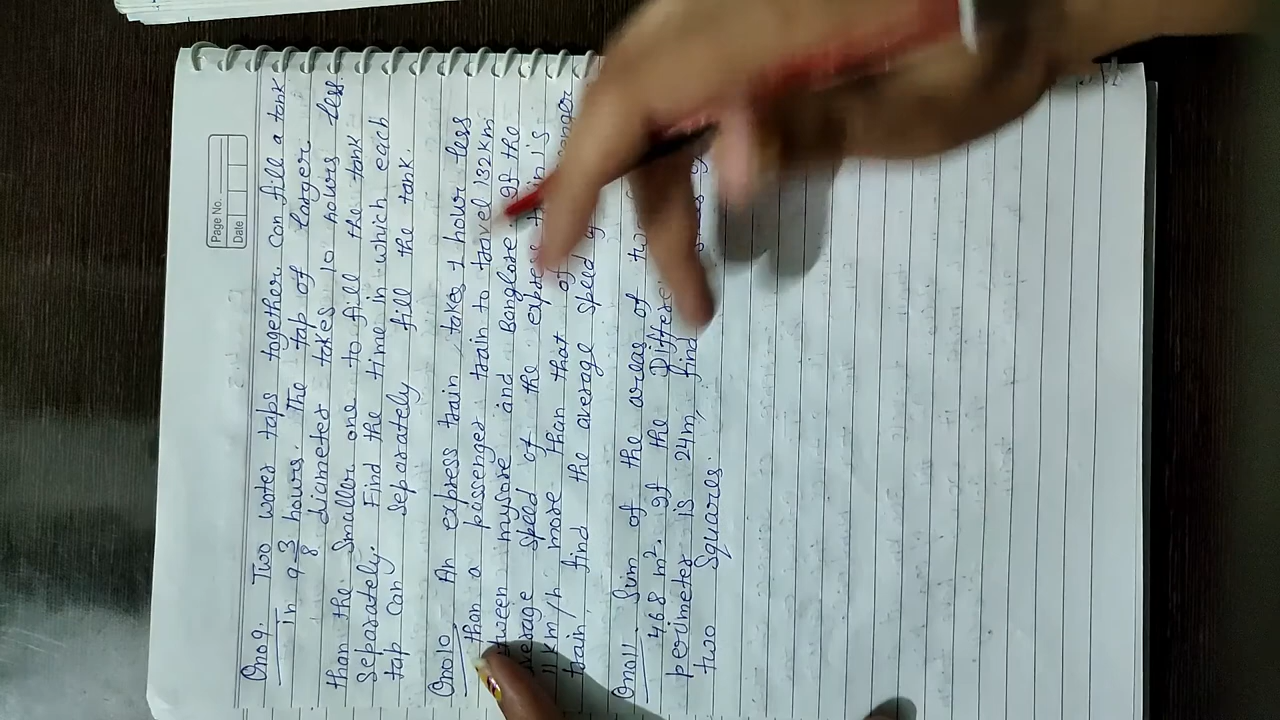 Page No.
Date
Qno9. Two water taps together can fill a tank
in 9 3/8 hours. The tap of larger
diameter takes 10 hours less
than the Smaller one to fill the tank
Separately. Find the time in which each
tap can Separately fill the tank.
Qno10 An express train, takes 1 hour less
than a passenger train to travel 132 km
between mysore and Banglore. If the
average speed of the express train is
11 km/h more than that of
train, find the average speed of
Qno11 Sum of the areas of
468 m². If the
perimeter is 24m, find
two Squares.